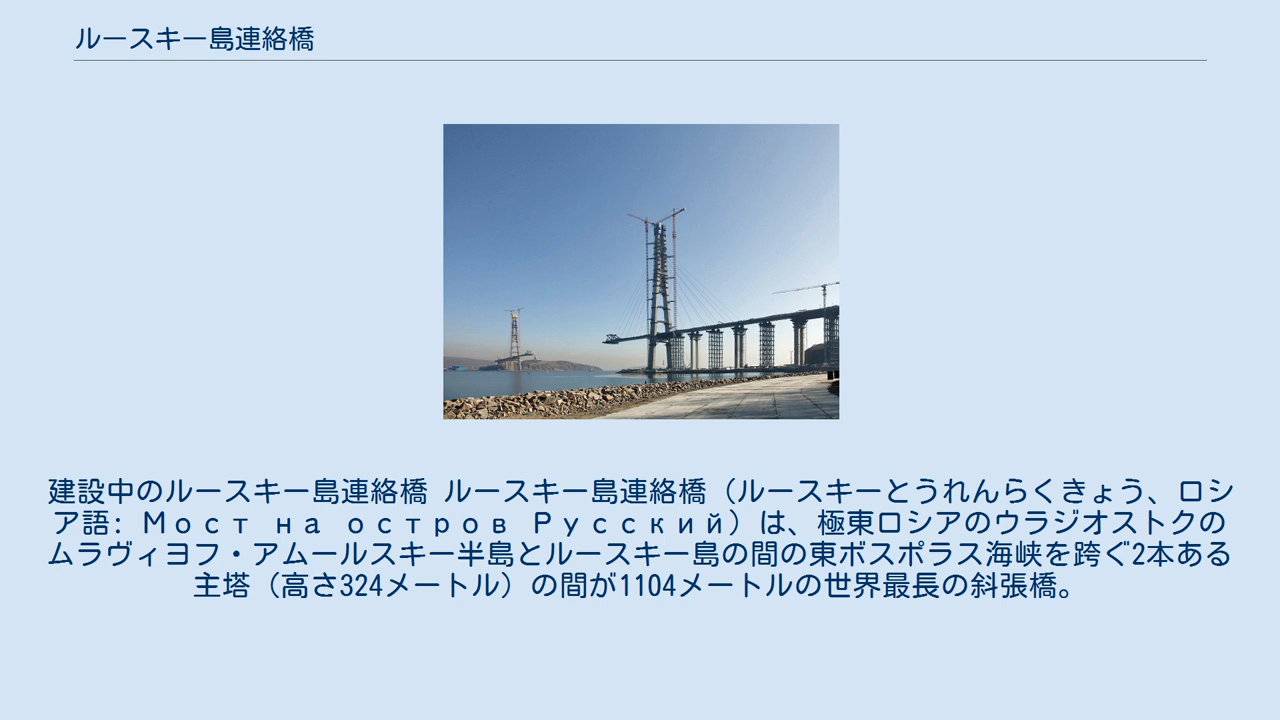 ルースキー島連絡橋
建設中のルースキー島連絡橋 ルースキー島連絡橋（ルースキーとうれんらくきょう、ロシ
ア語: Мост на остров Русский）は、極東ロシアのウラジオストクの
ムラヴィヨフ・アムールスキー半島とルースキー島の間の東ボスポラス海峡を跨ぐ2本ある
主塔（高さ324メートル）の間が1104メートルの世界最長の斜張橋。